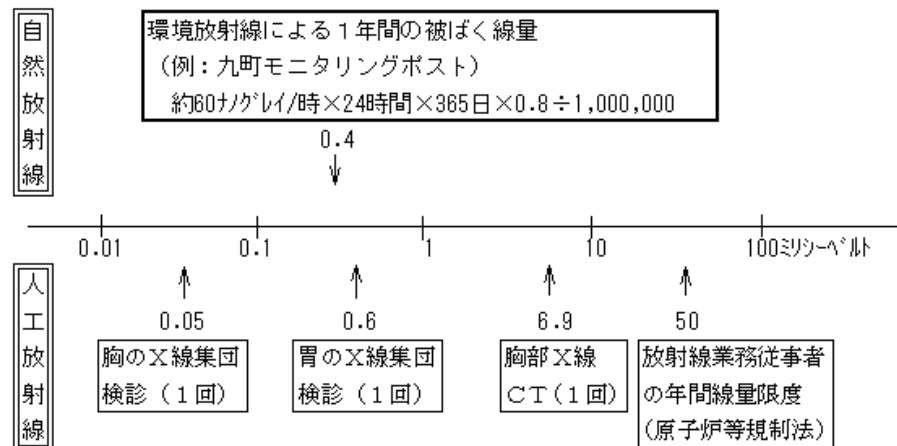 自然放射線
環境放射線による1年間の被ばく線量
(例:九町モニタリングポスト)
約60ナノグレイ/時×24時間×365日×0.8÷1,000,000
0.4
0.01
0.1
1
10
100ミリシーベルト
人工放射線
0.05
0.6
6.9
50
胸のX線集団
検診(1回)
胃のX線集団
検診(1回)
胸部X線
CT(1回)
放射線業務従事者
の年間線量限度
(原子炉等規制法)